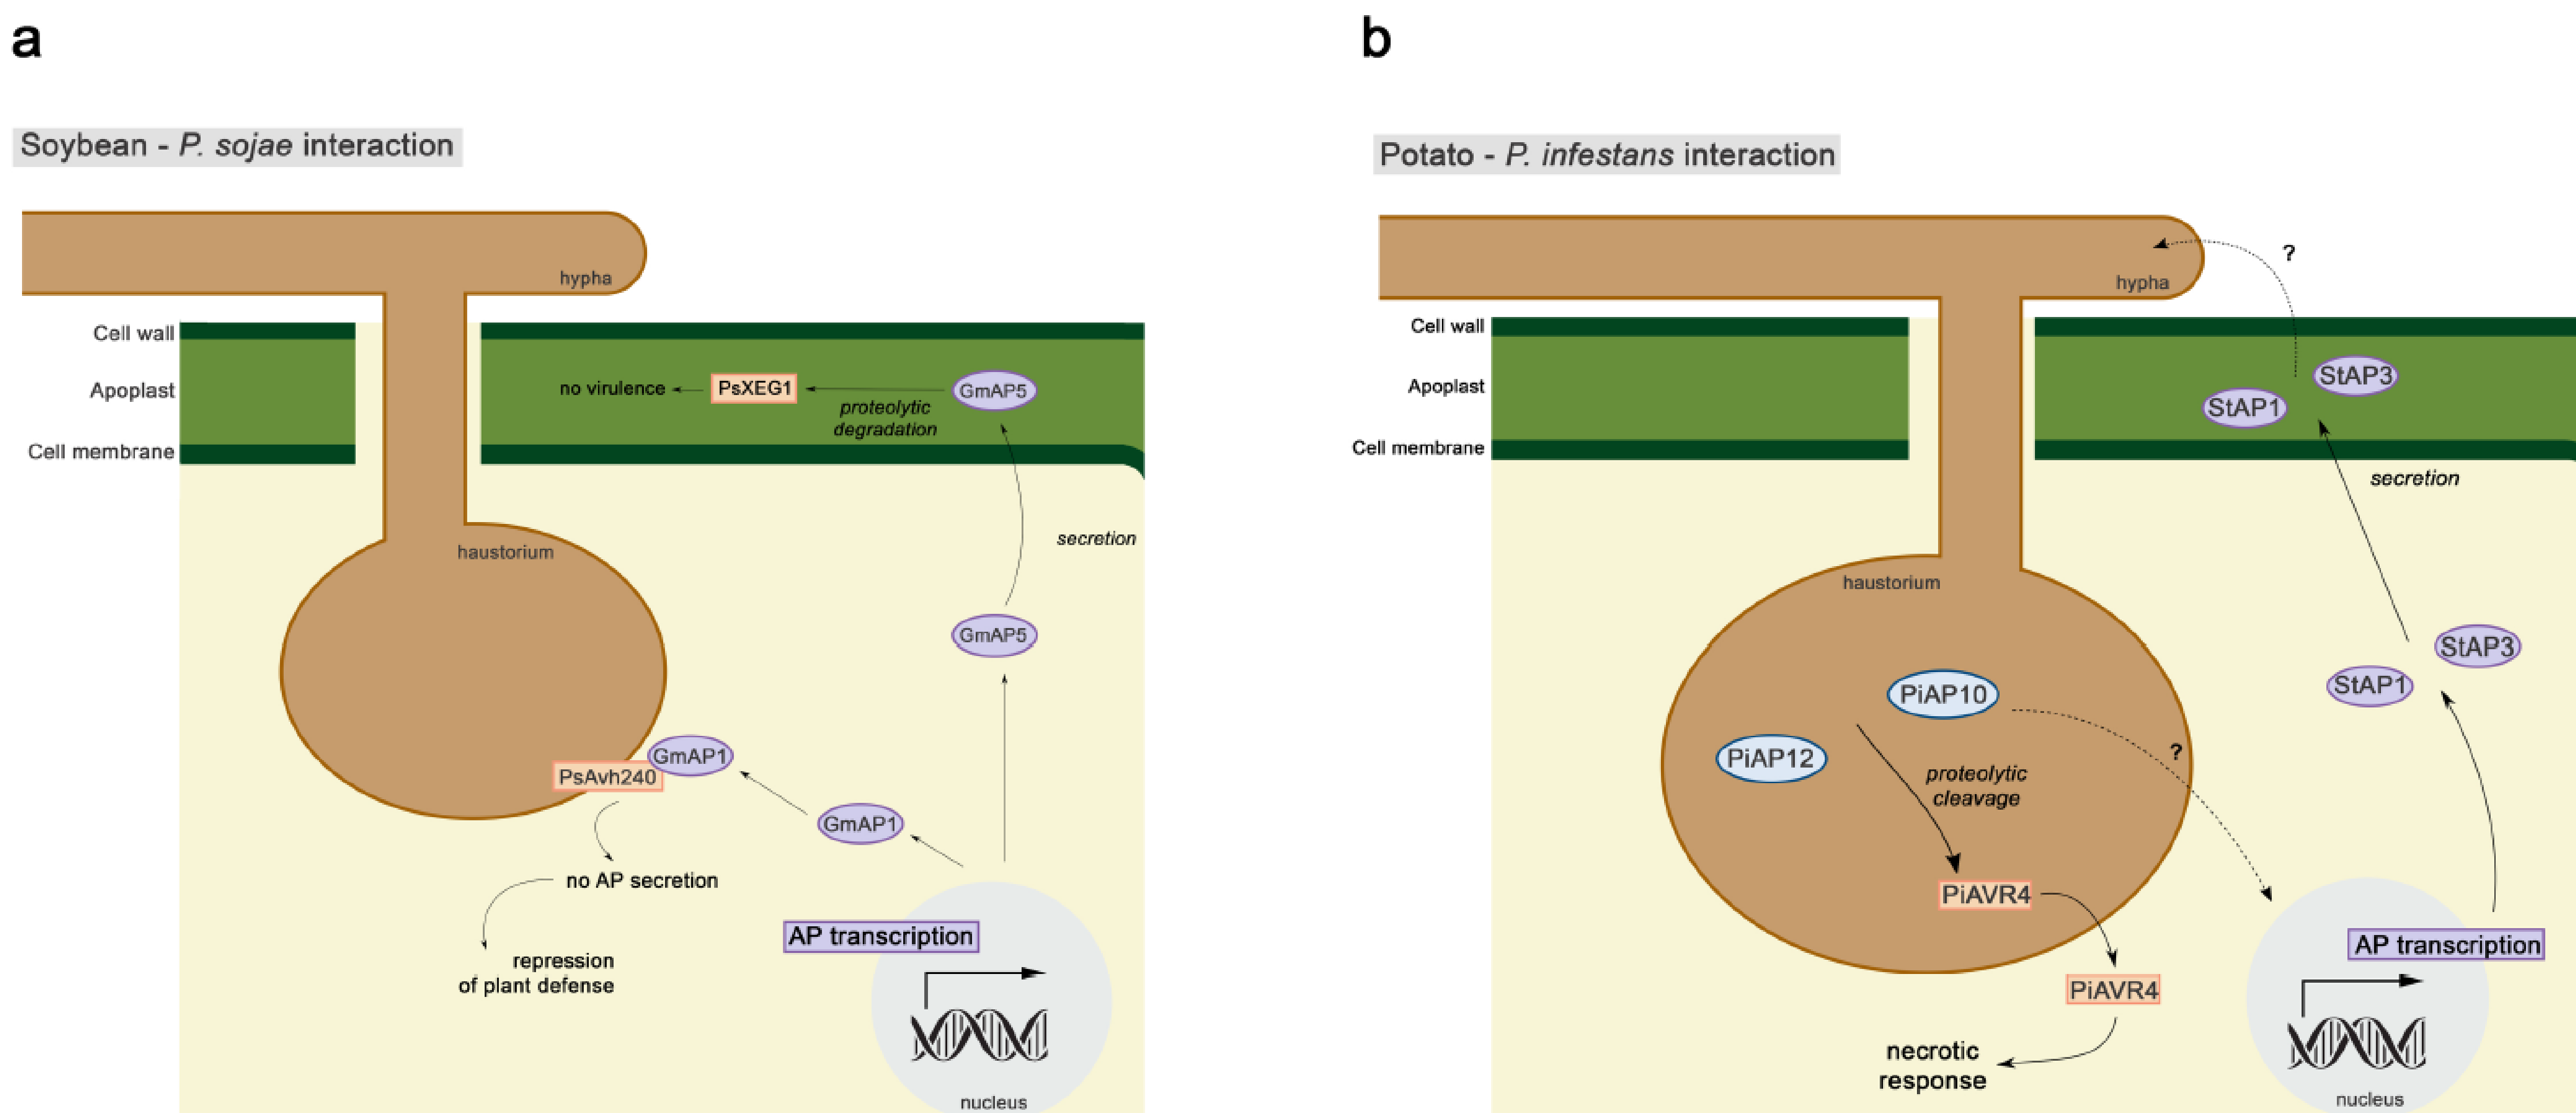 a
Soybean - P. sojae interaction
hypha
Cell wall
Apoplast
Cell membrane
no virulence
PsXEG1
GmAP5
proteolytic
degradation
secretion
haustorium
GmAP5
GmAP1
PsAvh240
GmAP1
no AP secretion
repression
of plant defense
AP transcription
nucleus
b
Potato - P. infestans interaction
?
hypha
Cell wall
Apoplast
Cell membrane
StAP3
StAP1
secretion
haustorium
StAP3
StAP1
PiAP10
PiAP12
?
proteolytic
cleavage
PiAVR4
AP transcription
PiAVR4
necrotic
response
nucleus